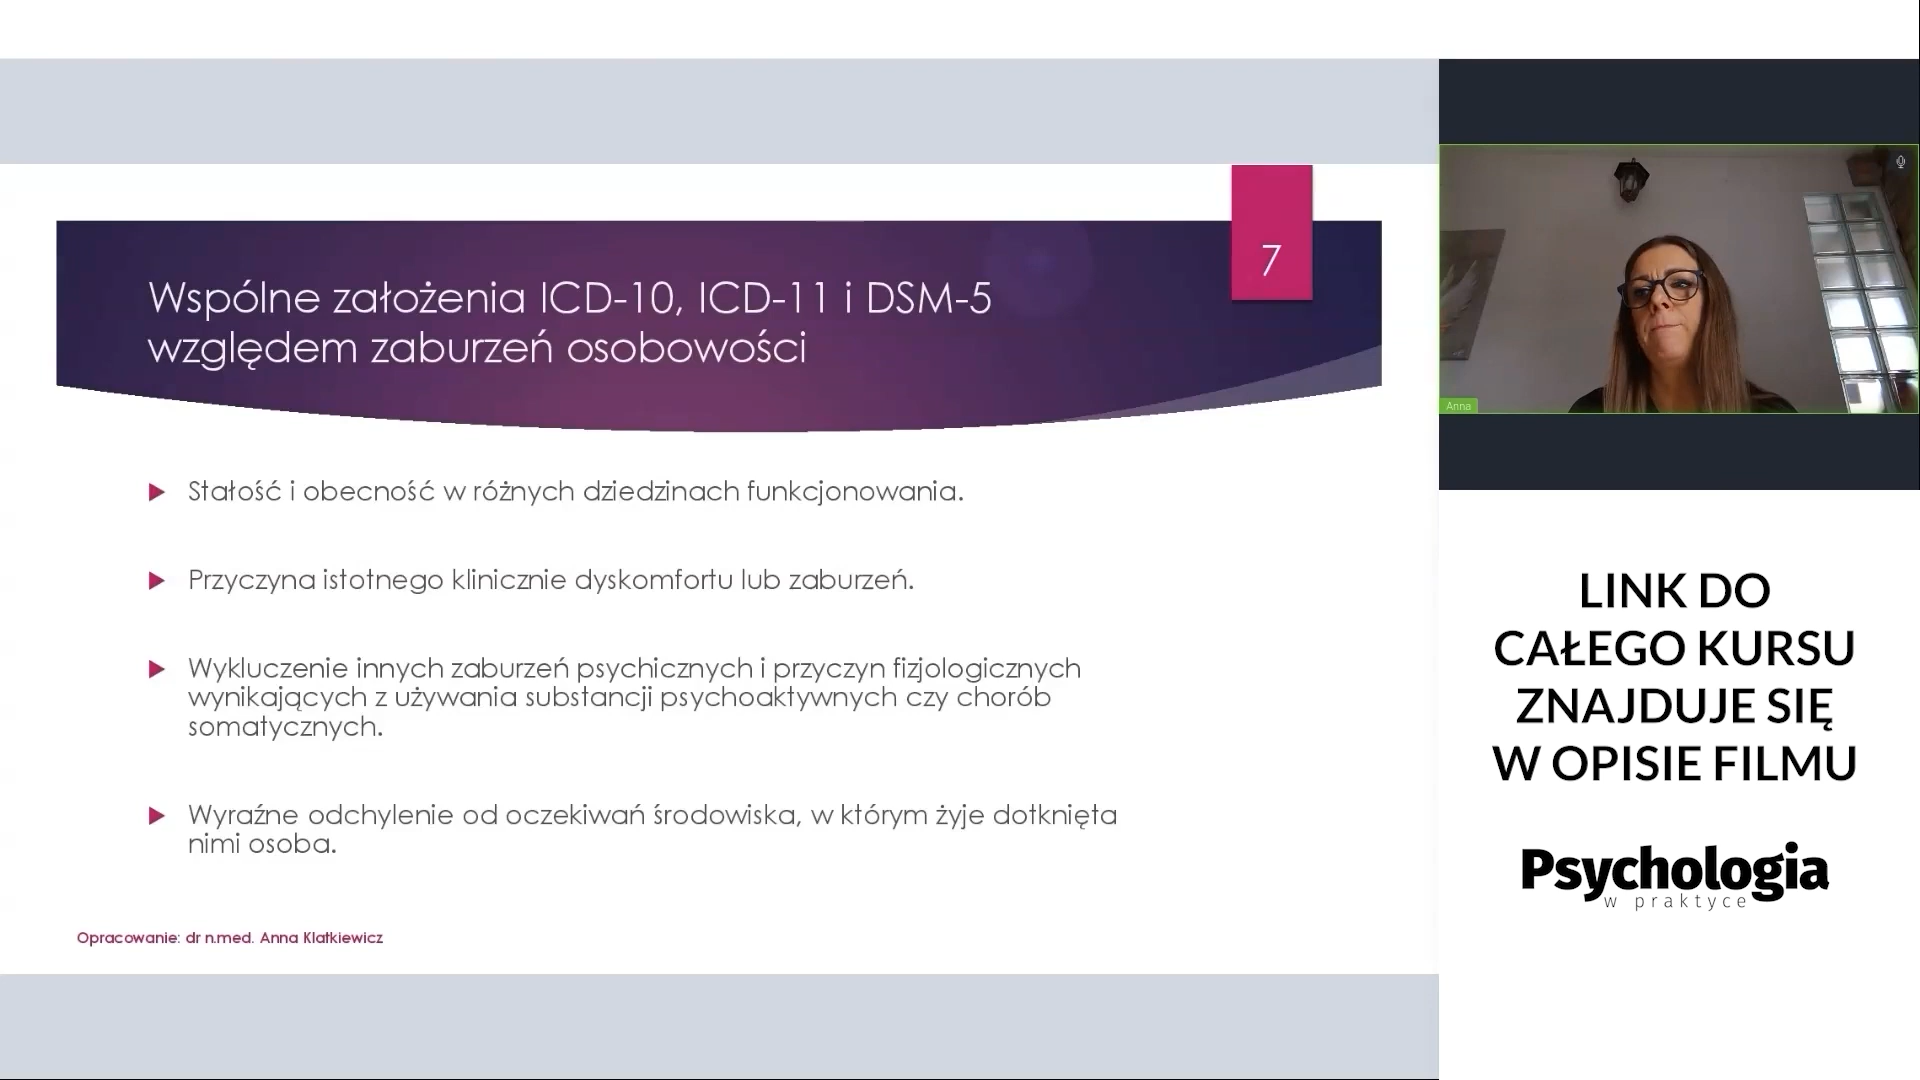 7
Wspólne założenia ICD-10, ICD-11 i DSM-5
względem zaburzeń osobowości
Stałość i obecność w różnych dziedzinach funkcjonowania.
Przyczyna istotnego klinicznie dyskomfortu lub zaburzeń.
Wykluczenie innych zaburzeń psychicznych i przyczyn fizjologicznych
wynikających z używania substancji psychoaktywnych czy chorób
somatycznych.
Wyraźne odchylenie od oczekiwań środowiska, w którym żyje dotknięta
nimi osoba.
Opracowanie: dr n.med. Anna Klatkiewicz
Anna
LINK DO
CAŁEGO KURSU
ZNAJDUJE SIĘ
W OPISIE FILMU
Psychologia
w praktyce